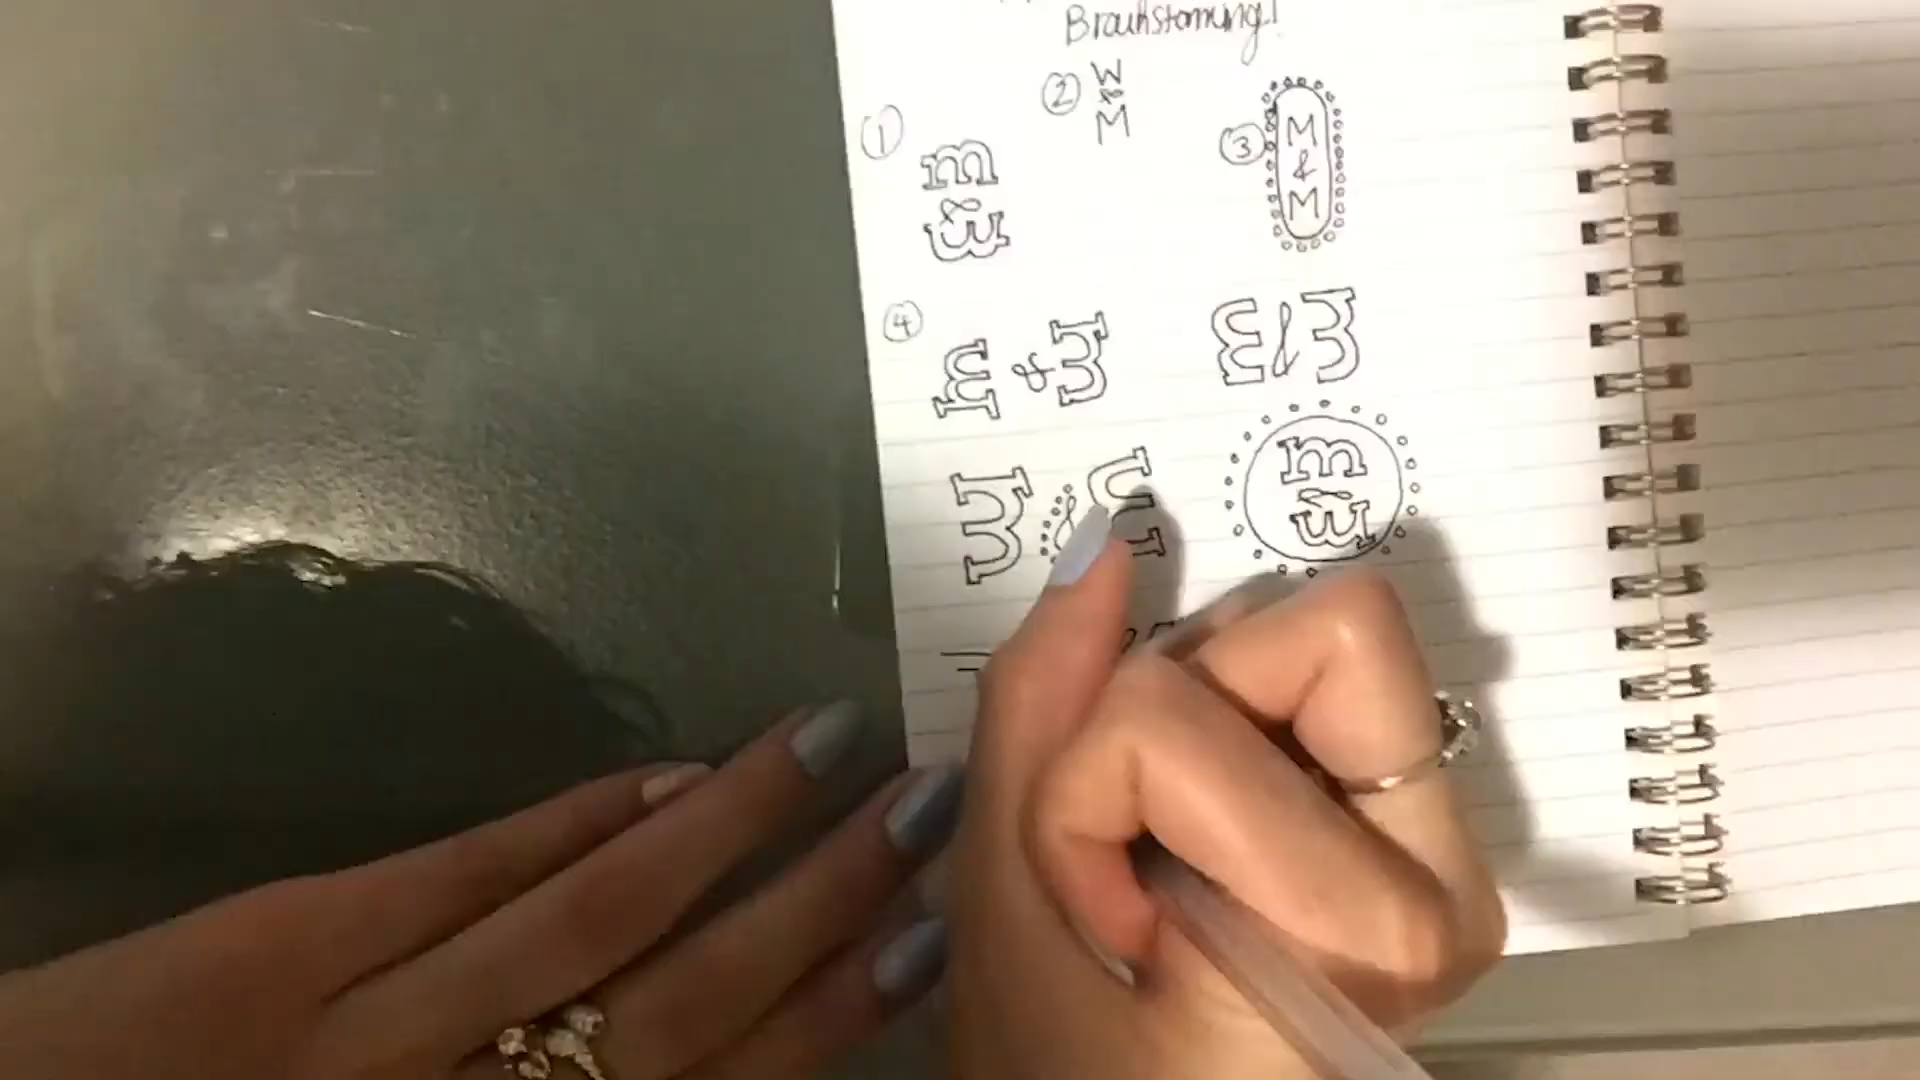 Brainstorming!
① m & m
② W & M
③ M & M
④ m & m
m & m
m & m
m & m